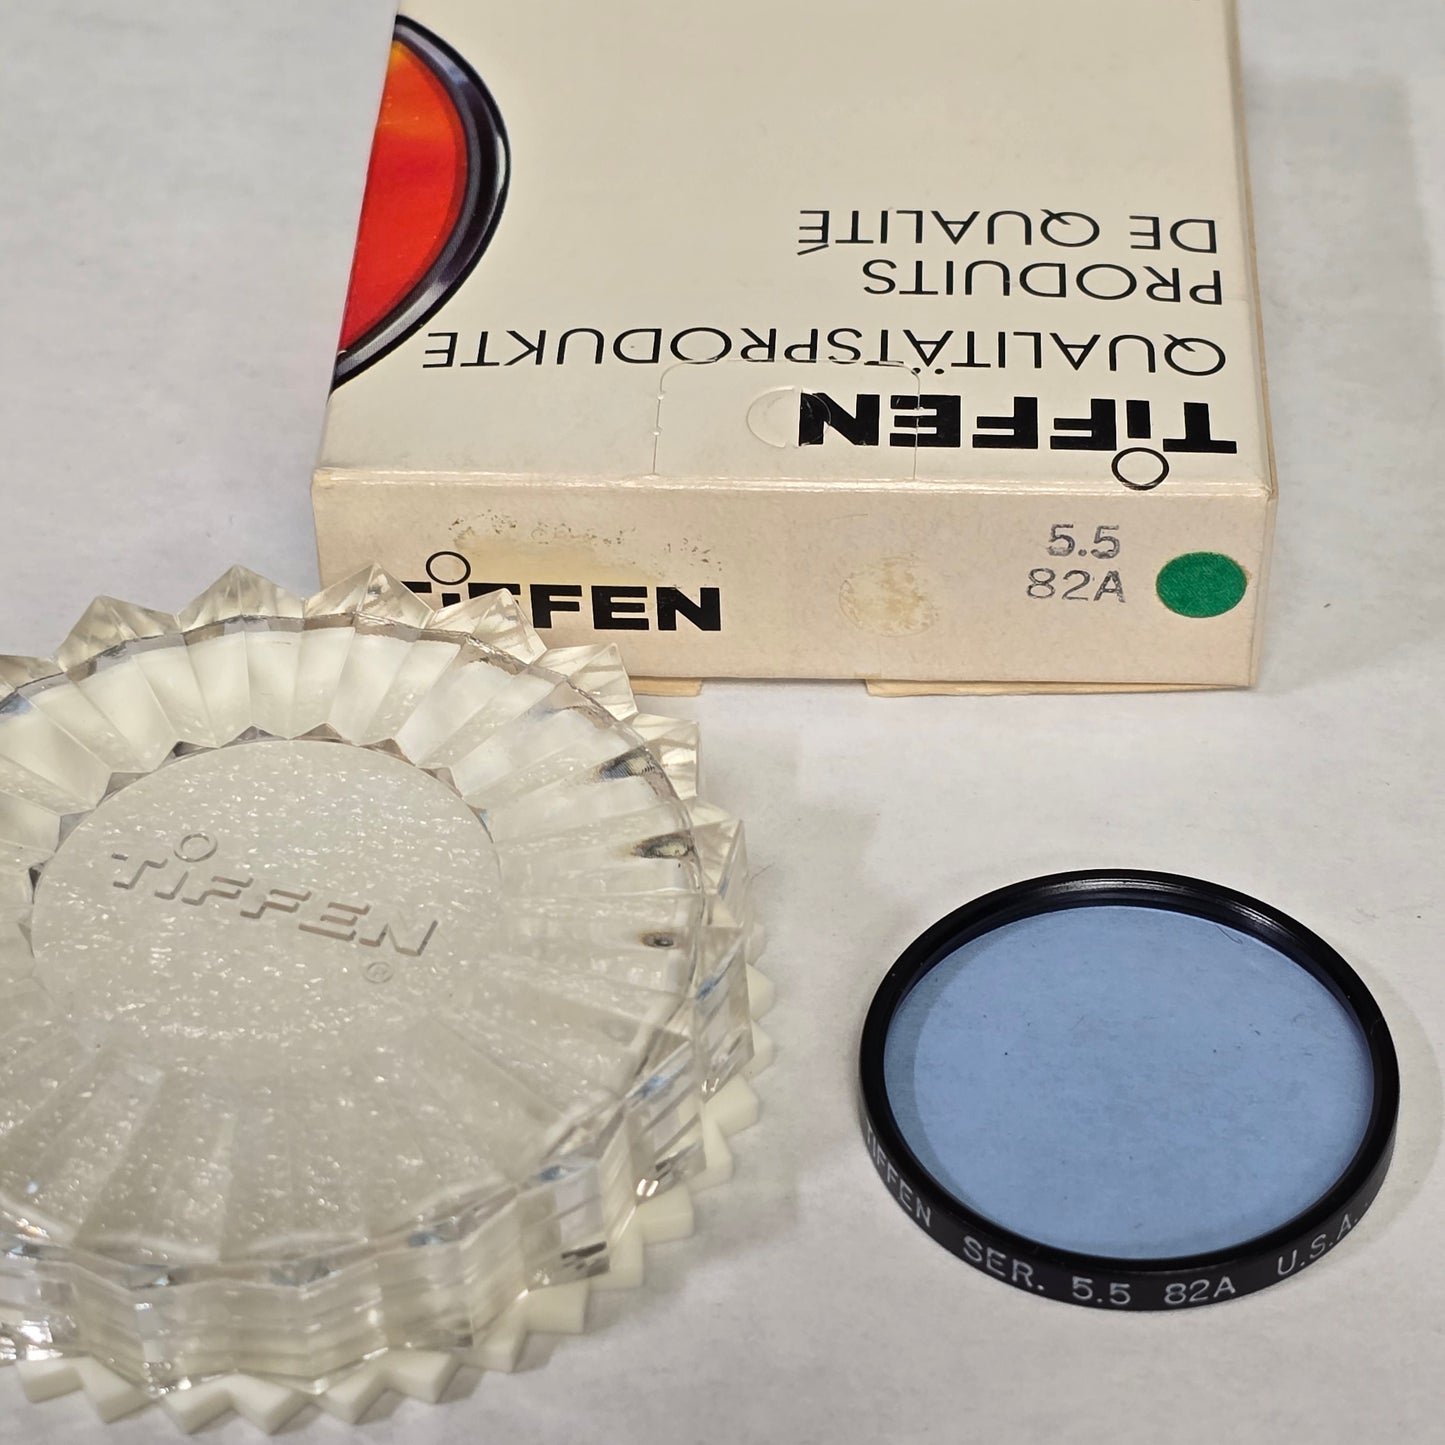 TIFFEN
QUALITÄTSPRODUKTE
PRODUITS
DE QUALITÉ
TIFFEN
5.5
82A
TIFFEN
®
TIFFEN SER. 5.5 82A U.S.A.